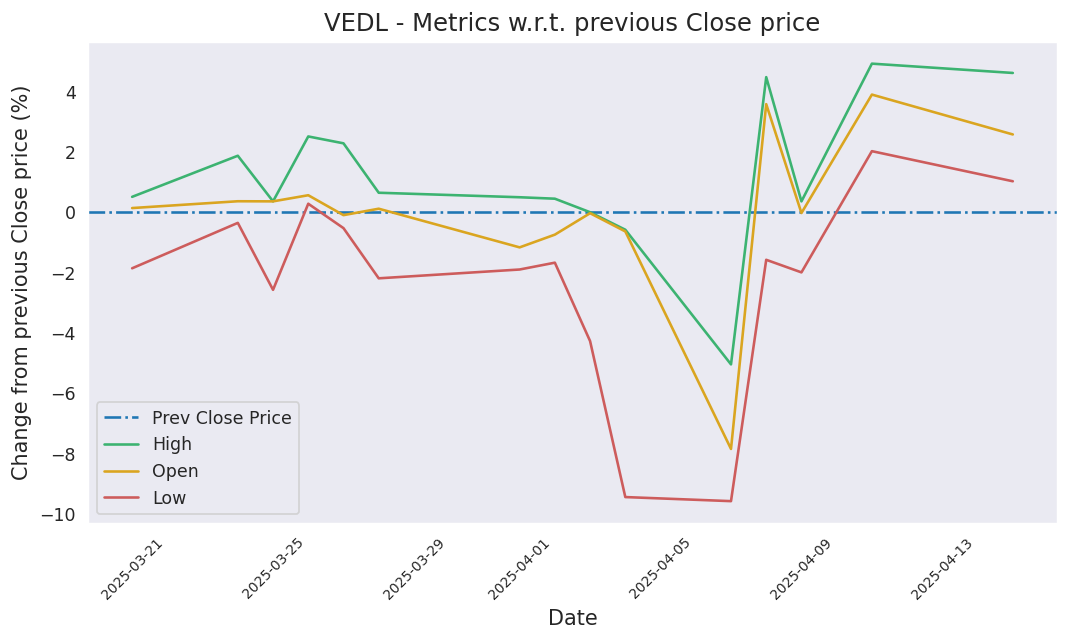 VEDL - Metrics w.r.t. previous Close price
Change from previous Close price (%)
4
2
0
−2
−4
−6
−8
−10
Prev Close Price
High
Open
Low
2025-03-21
2025-03-25
2025-03-29
2025-04-01
2025-04-05
2025-04-09
2025-04-13
Date